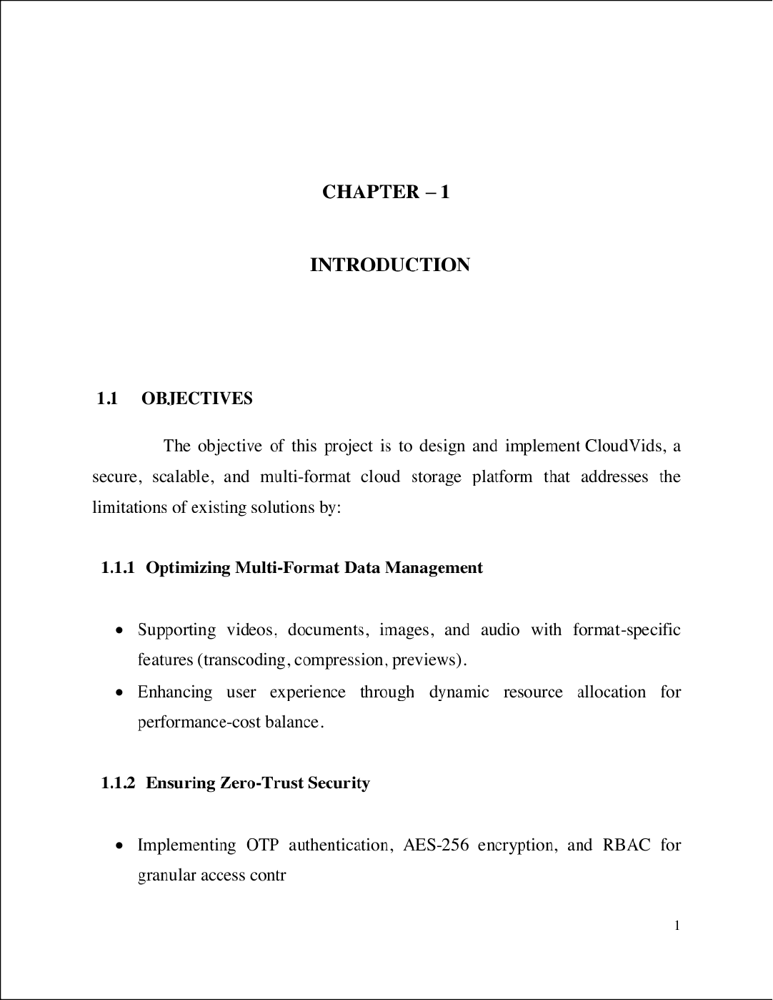 CHAPTER – 1
INTRODUCTION
1.1 OBJECTIVES
The objective of this project is to design and implement CloudVids, a
secure, scalable, and multi-format cloud storage platform that addresses the
limitations of existing solutions by:
1.1.1 Optimizing Multi-Format Data Management
• Supporting videos, documents, images, and audio with format-specific
features (transcoding, compression, previews).
• Enhancing user experience through dynamic resource allocation for
performance-cost balance.
1.1.2 Ensuring Zero-Trust Security
• Implementing OTP authentication, AES-256 encryption, and RBAC for
granular access contr
1